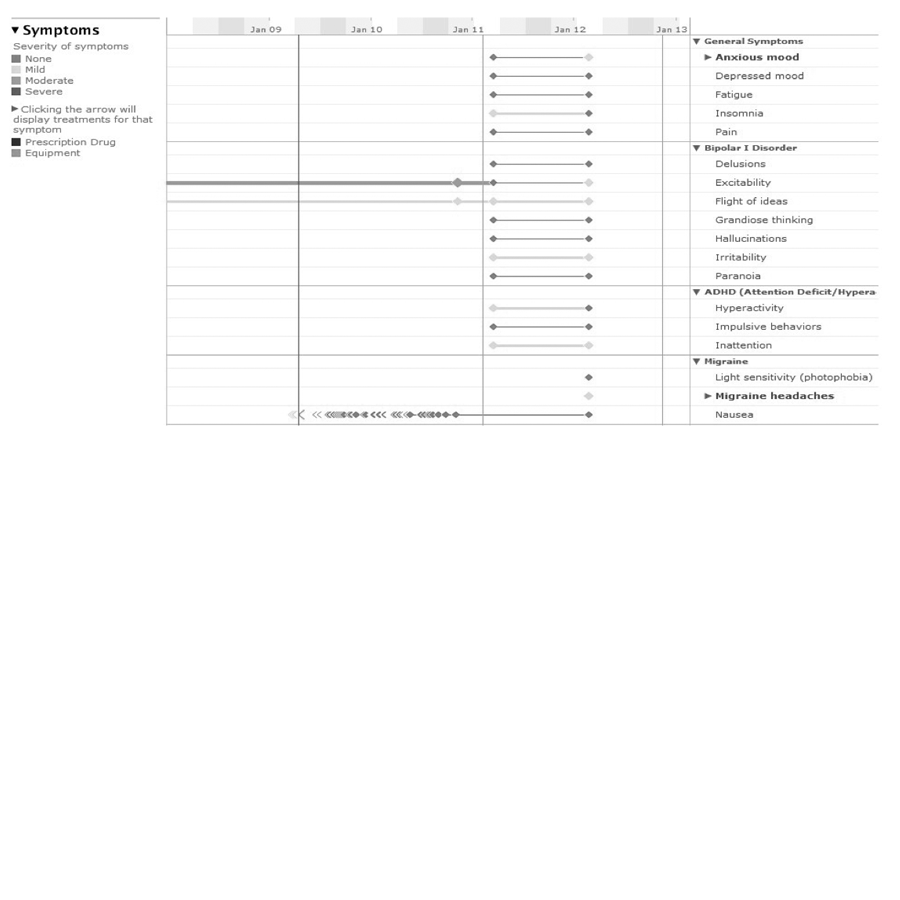 ▼ Symptoms
Severity of symptoms
None
Mild
Moderate
Severe
► Clicking the arrow will
display treatments for that
symptom
Prescription Drug
Equipment
Jan 09 Jan 10 Jan 11 Jan 12 Jan 13
▼ General Symptoms
► Anxious mood
Depressed mood
Fatigue
Insomnia
Pain
▼ Bipolar I Disorder
Delusions
Excitability
Flight of ideas
Grandiose thinking
Hallucinations
Irritability
Paranoia
▼ ADHD (Attention Deficit/Hypera
Hyperactivity
Impulsive behaviors
Inattention
▼ Migraine
Light sensitivity (photophobia)
► Migraine headaches
Nausea